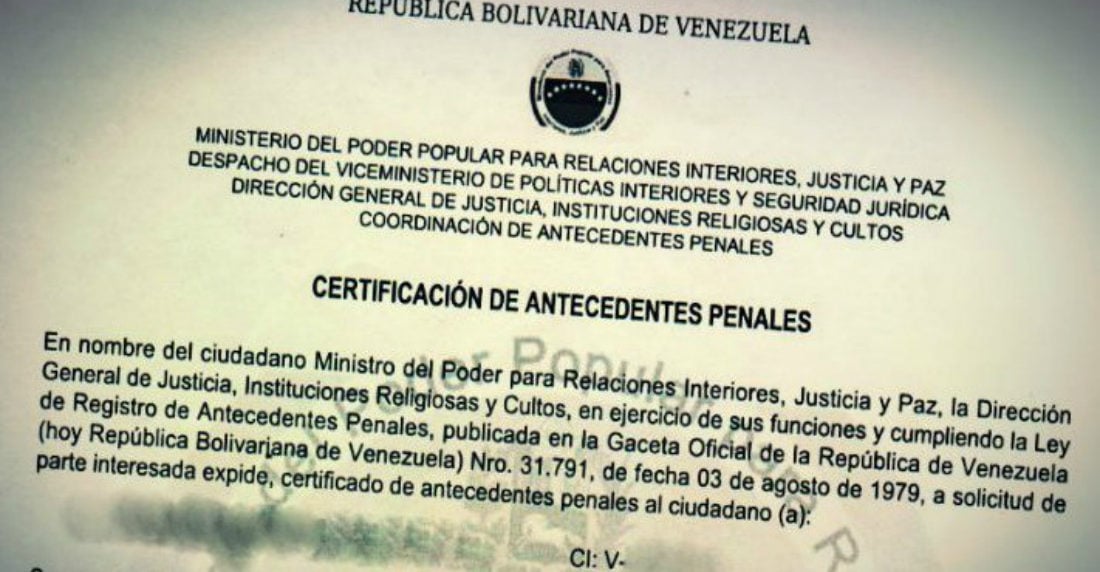 REPÚBLICA BOLIVARIANA DE VENEZUELA
MINISTERIO DEL PODER POPULAR PARA RELACIONES INTERIORES, JUSTICIA Y PAZ
DESPACHO DEL VICEMINISTERIO DE POLÍTICAS INTERIORES Y SEGURIDAD JURÍDICA
DIRECCIÓN GENERAL DE JUSTICIA, INSTITUCIONES RELIGIOSAS Y CULTOS
COORDINACIÓN DE ANTECEDENTES PENALES
CERTIFICACIÓN DE ANTECEDENTES PENALES
En nombre del ciudadano Ministro del Poder para Relaciones Interiores, Justicia y Paz, la Dirección
General de Justicia, Instituciones Religiosas y Cultos, en ejercicio de sus funciones y cumpliendo la Ley
de Registro de Antecedentes Penales, publicada en la Gaceta Oficial de la República de Venezuela
(hoy República Bolivariana de Venezuela) Nro. 31.791, de fecha 03 de agosto de 1979, a solicitud de
parte interesada expide, certificado de antecedentes penales al ciudadano (a):
CI: V-